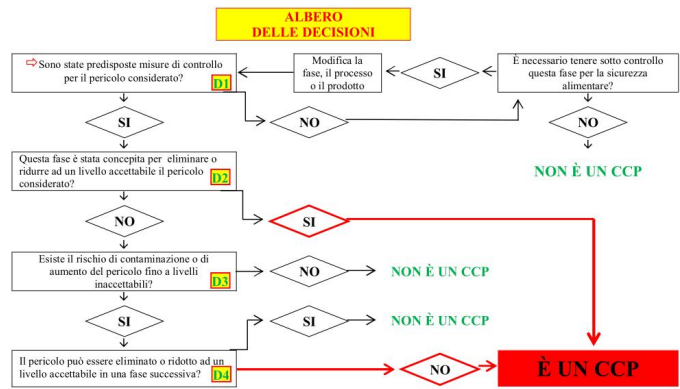 ALBERO
DELLE DECISIONI
⇨Sono state predisposte misure di controllo
per il pericolo considerato?
D1
Modifica la
fase, il processo
o il prodotto
SI
È necessario tenere sotto controllo
questa fase per la sicurezza
alimentare?
SI
NO
NO
NON È UN CCP
Questa fase è stata concepita per eliminare o
ridurre ad un livello accettabile il pericolo
considerato?
D2
NO
SI
Esiste il rischio di contaminazione o di
aumento del pericolo fino a livelli
inaccettabili?
D3
NO
NON È UN CCP
SI
SI
NON È UN CCP
Il pericolo può essere eliminato o ridotto ad un
livello accettabile in una fase successiva?
D4
NO
È UN CCP